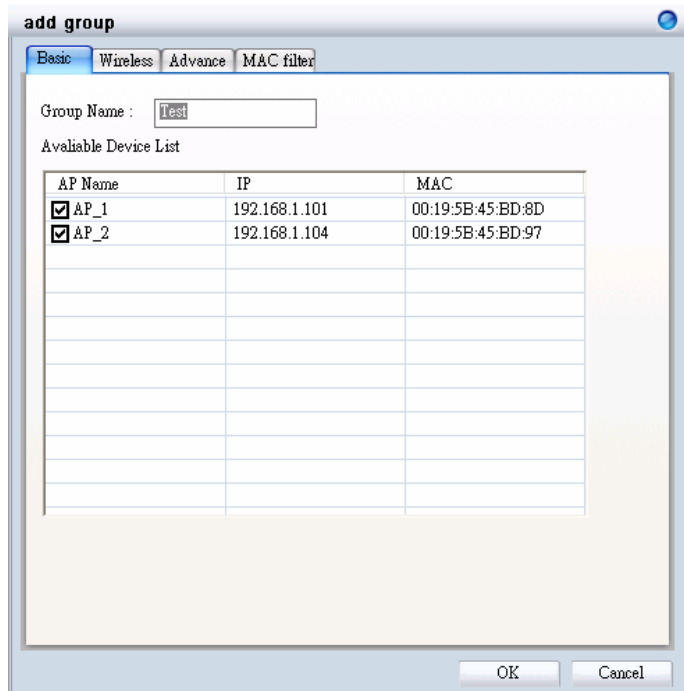 add group
Basic Wireless Advance MAC filter
Group Name : Test
Avaliable Device List
AP Name IP MAC
AP_1 192.168.1.101 00:19:5B:45:BD:8D
AP_2 192.168.1.104 00:19:5B:45:BD:97
OK Cancel